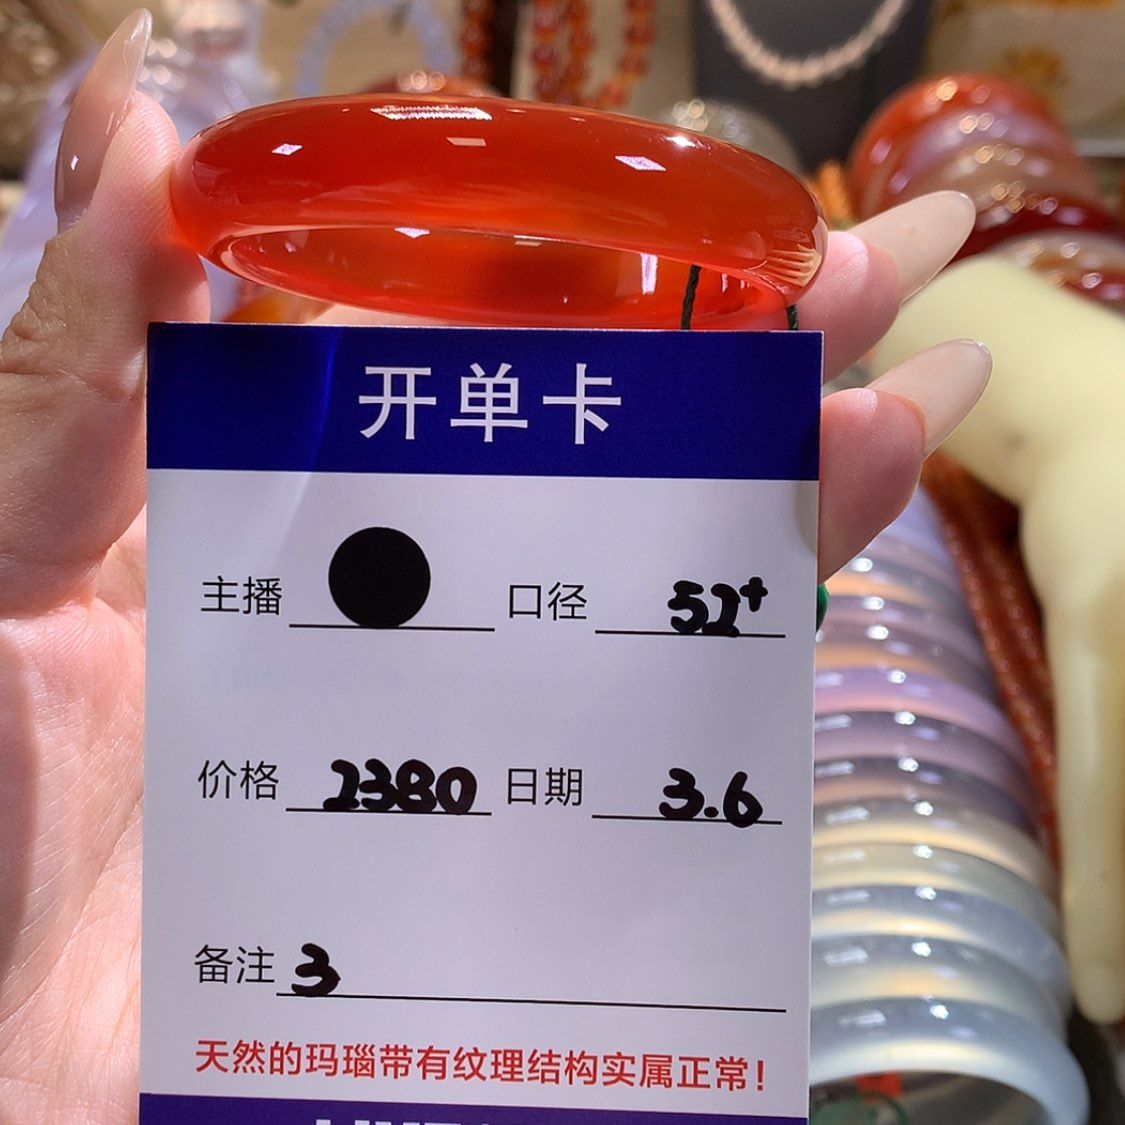 开单卡
主播 口径 52+
价格 2380 日期 3.6
备注 3
天然的玛瑙带有纹理结构实属正常!